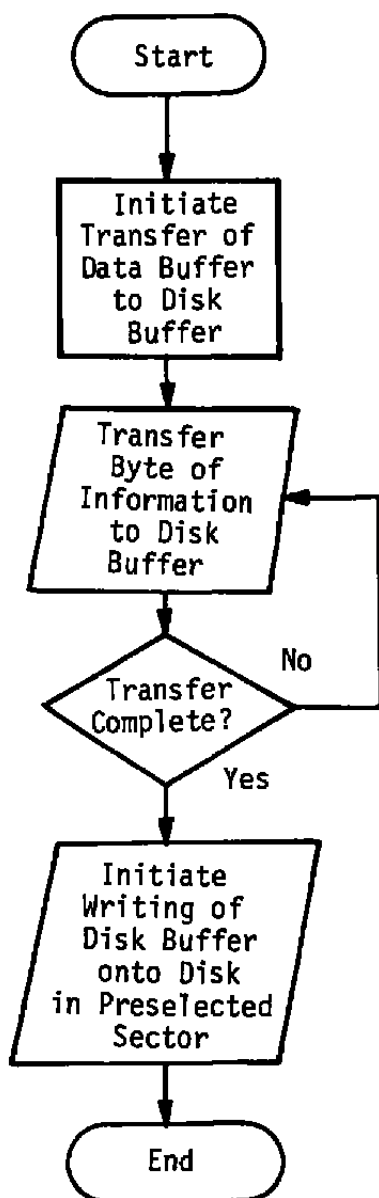 Start
Initiate
Transfer of
Data Buffer
to Disk
Buffer
Transfer
Byte of
Information
to Disk
Buffer
No
Transfer
Complete?
Yes
Initiate
Writing of
Disk Buffer
onto Disk
in Preselected
Sector
End